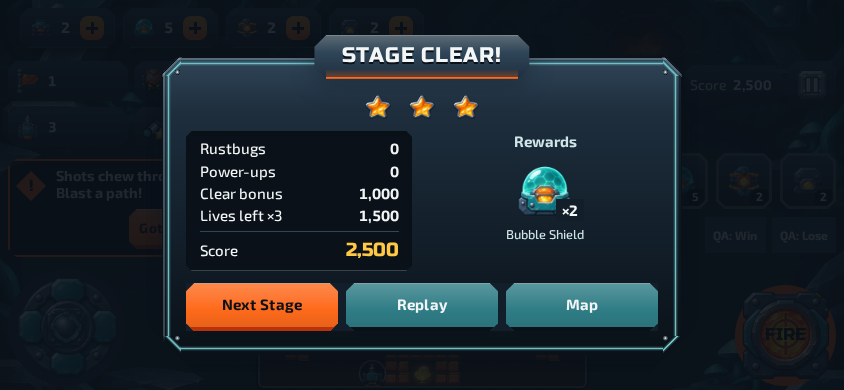 2
5
2
2
STAGE CLEAR!
1
Score 2,500
3
Rustbugs 0
Power-ups 0
Clear bonus 1,000
Lives left ×3 1,500
Score 2,500
Rewards
×2
Bubble Shield
Shots chew thro
Blast a path!
Got
5
2
2
QA: Win
QA: Lose
Next Stage
Replay
Map
FIRE